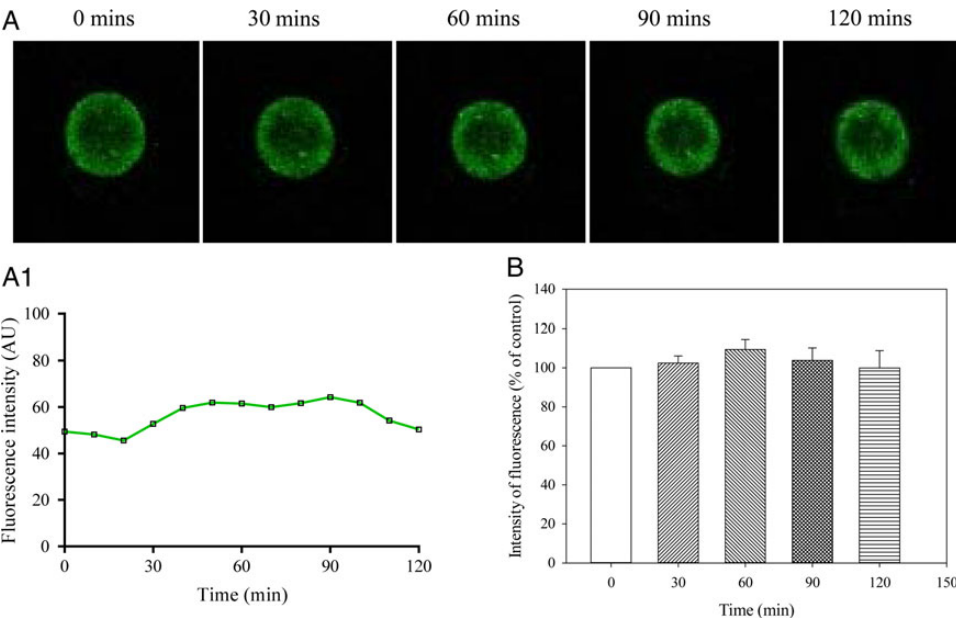 A
0 mins 30 mins 60 mins 90 mins 120 mins
A1
Fluorescence intensity (AU)
100
80
60
40
20
0
0 30 60 90 120
Time (min)
B
Intensity of fluorescence (% of control)
140
120
100
80
60
40
20
0
0 30 60 90 120 150
Time (min)